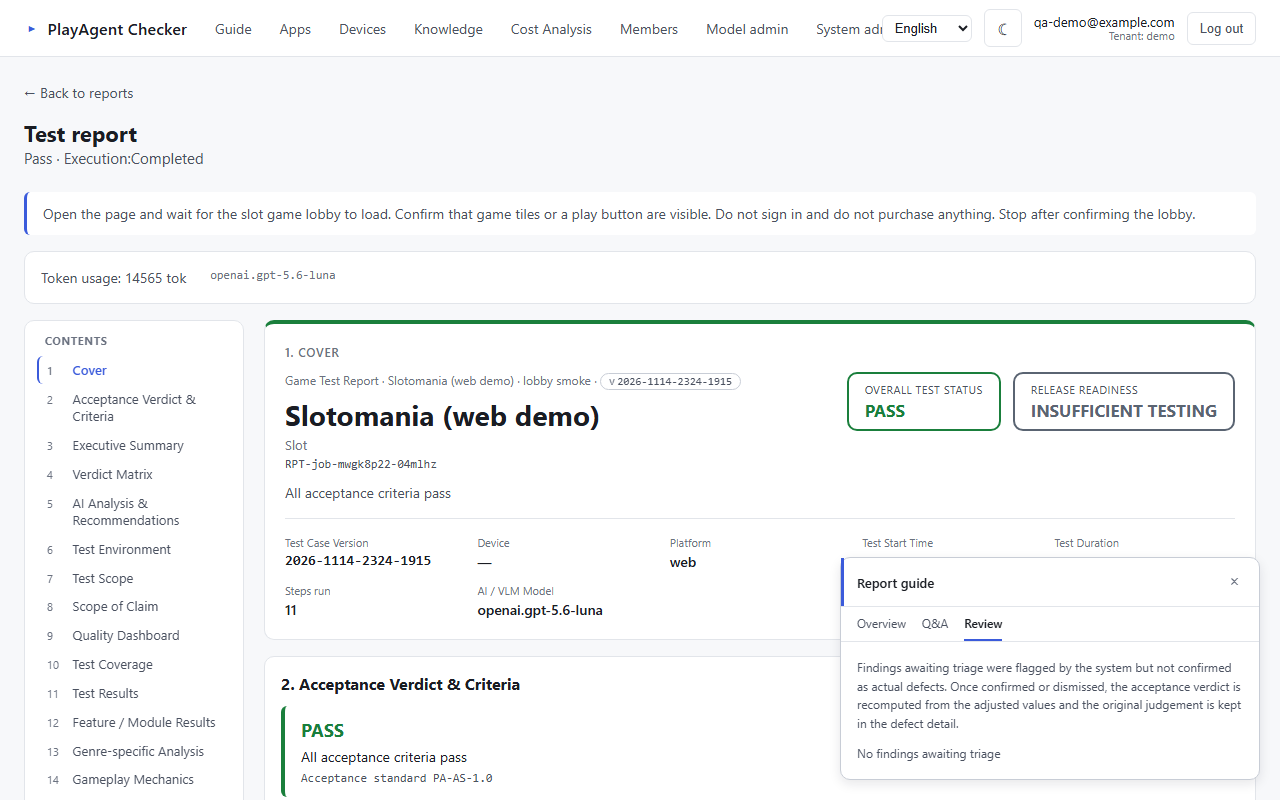 PlayAgent Checker
Guide
Apps
Devices
Knowledge
Cost Analysis
Members
Model admin
System adr
English
qa-demo@example.com
Tenant: demo
Log out
← Back to reports
Test report
Pass · Execution:Completed
Open the page and wait for the slot game lobby to load. Confirm that game tiles or a play button are visible. Do not sign in and do not purchase anything. Stop after confirming the lobby.
Token usage: 14565 tok openai.gpt-5.6-luna
CONTENTS
1 Cover
2 Acceptance Verdict &
Criteria
3 Executive Summary
4 Verdict Matrix
5 AI Analysis &
Recommendations
6 Test Environment
7 Test Scope
8 Scope of Claim
9 Quality Dashboard
10 Test Coverage
11 Test Results
12 Feature / Module Results
13 Genre-specific Analysis
14 Gameplay Mechanics
1. COVER
Game Test Report · Slotomania (web demo) · lobby smoke · v 2026-1114-2324-1915
Slotomania (web demo)
Slot
RPT-job-mwgk8p22-04mlhz
All acceptance criteria pass
OVERALL TEST STATUS
PASS
RELEASE READINESS
INSUFFICIENT TESTING
Test Case Version
2026-1114-2324-1915
Device
—
Platform
web
Test Start Time
Test Duration
Steps run
11
AI / VLM Model
openai.gpt-5.6-luna
2. Acceptance Verdict & Criteria
PASS
All acceptance criteria pass
Acceptance standard PA-AS-1.0
Report guide
×
Overview
Q&A
Review
Findings awaiting triage were flagged by the system but not confirmed
as actual defects. Once confirmed or dismissed, the acceptance verdict is
recomputed from the adjusted values and the original judgement is kept
in the defect detail.
No findings awaiting triage